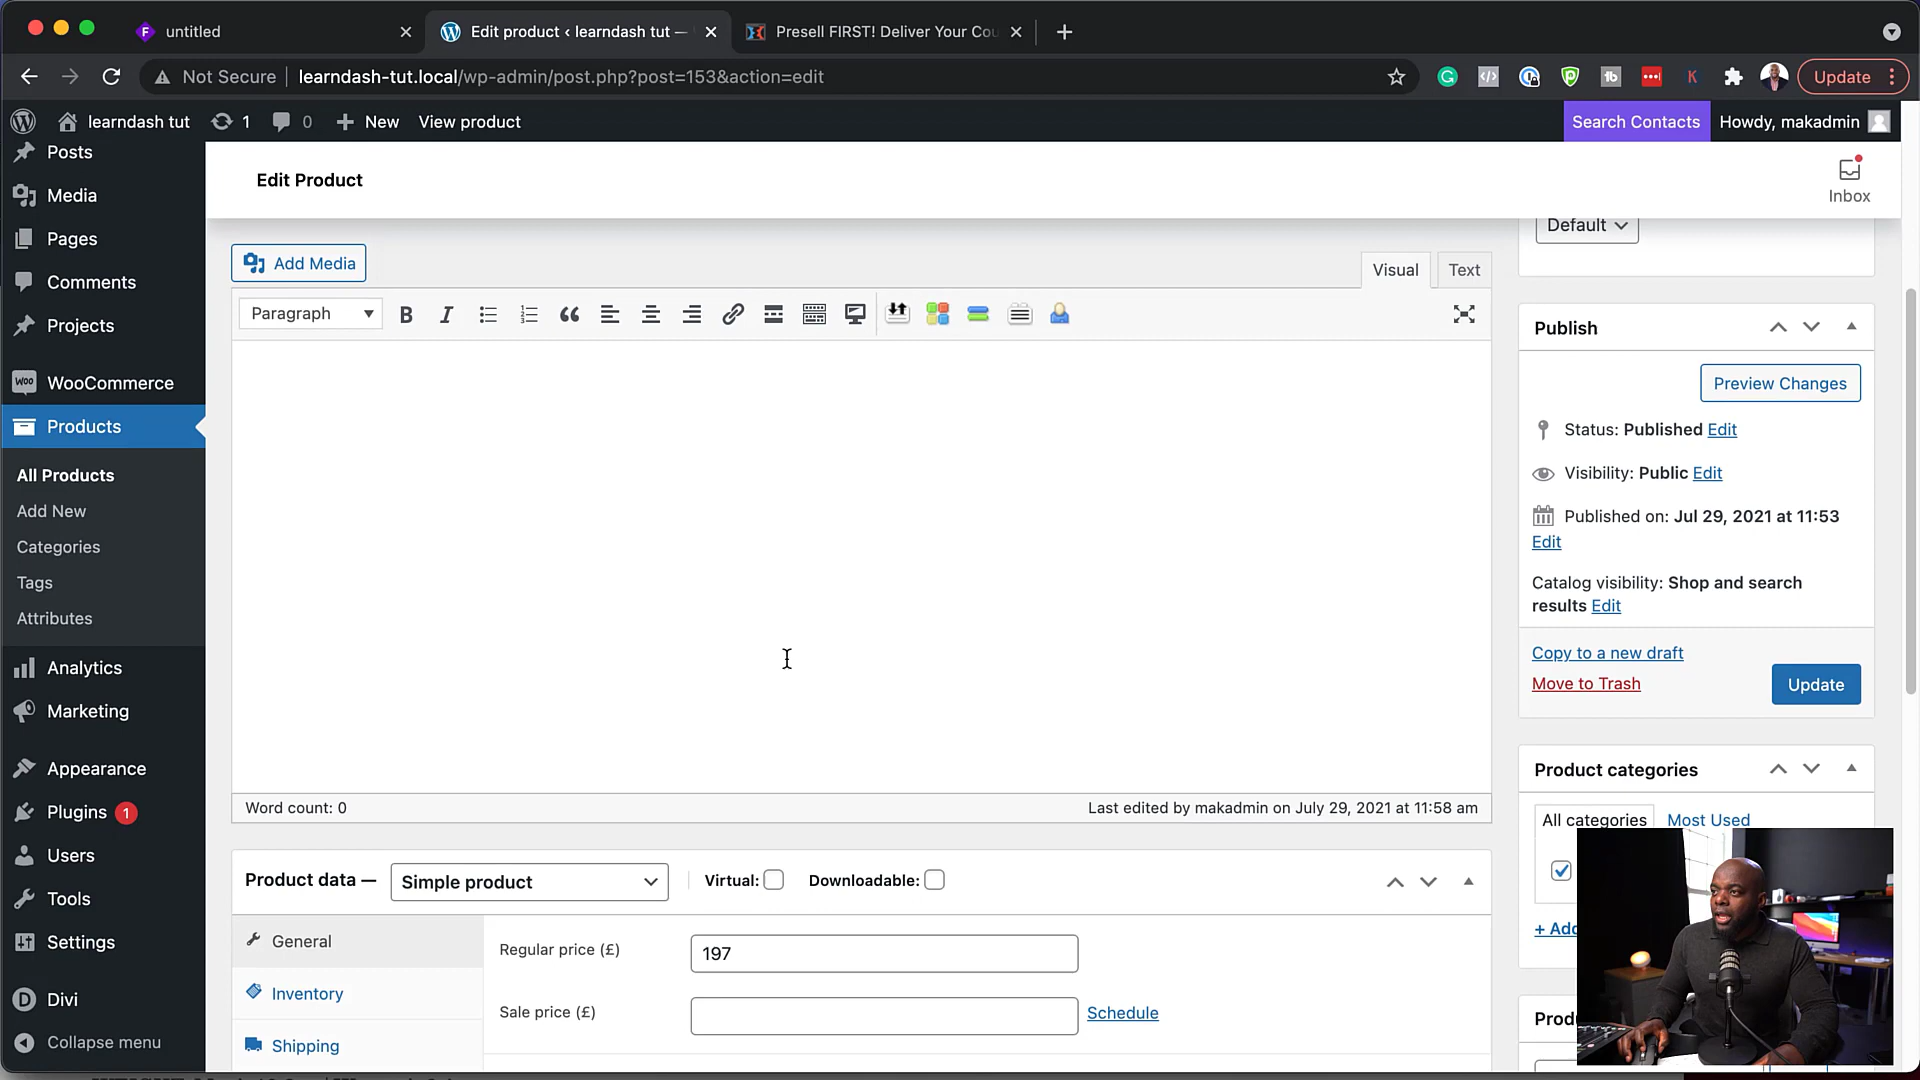 untitled
Edit product ‹ learndash tut —
Presell FIRST! Deliver Your Cou
Not Secure
learndash-tut.local/wp-admin/post.php?post=153&action=edit
Update
learndash tut
1
0
New
View product
Search Contacts
Howdy, makadmin
Posts
Media
Pages
Comments
Projects
WooCommerce
Products
All Products
Add New
Categories
Tags
Attributes
Analytics
Marketing
Appearance
Plugins 1
Users
Tools
Settings
Divi
Collapse menu
Edit Product
Inbox
Add Media
Visual
Text
Paragraph
Word count: 0
Last edited by makadmin on July 29, 2021 at 11:58 am
Product data —
Simple product
Virtual:
Downloadable:
General
Inventory
Shipping
Regular price (£)
197
Sale price (£)
Schedule
Default
Publish
Preview Changes
Status: Published Edit
Visibility: Public Edit
Published on: Jul 29, 2021 at 11:53
Edit
Catalog visibility: Shop and search
results Edit
Copy to a new draft
Move to Trash
Update
Product categories
All categories
Most Used
+ Add
Prod